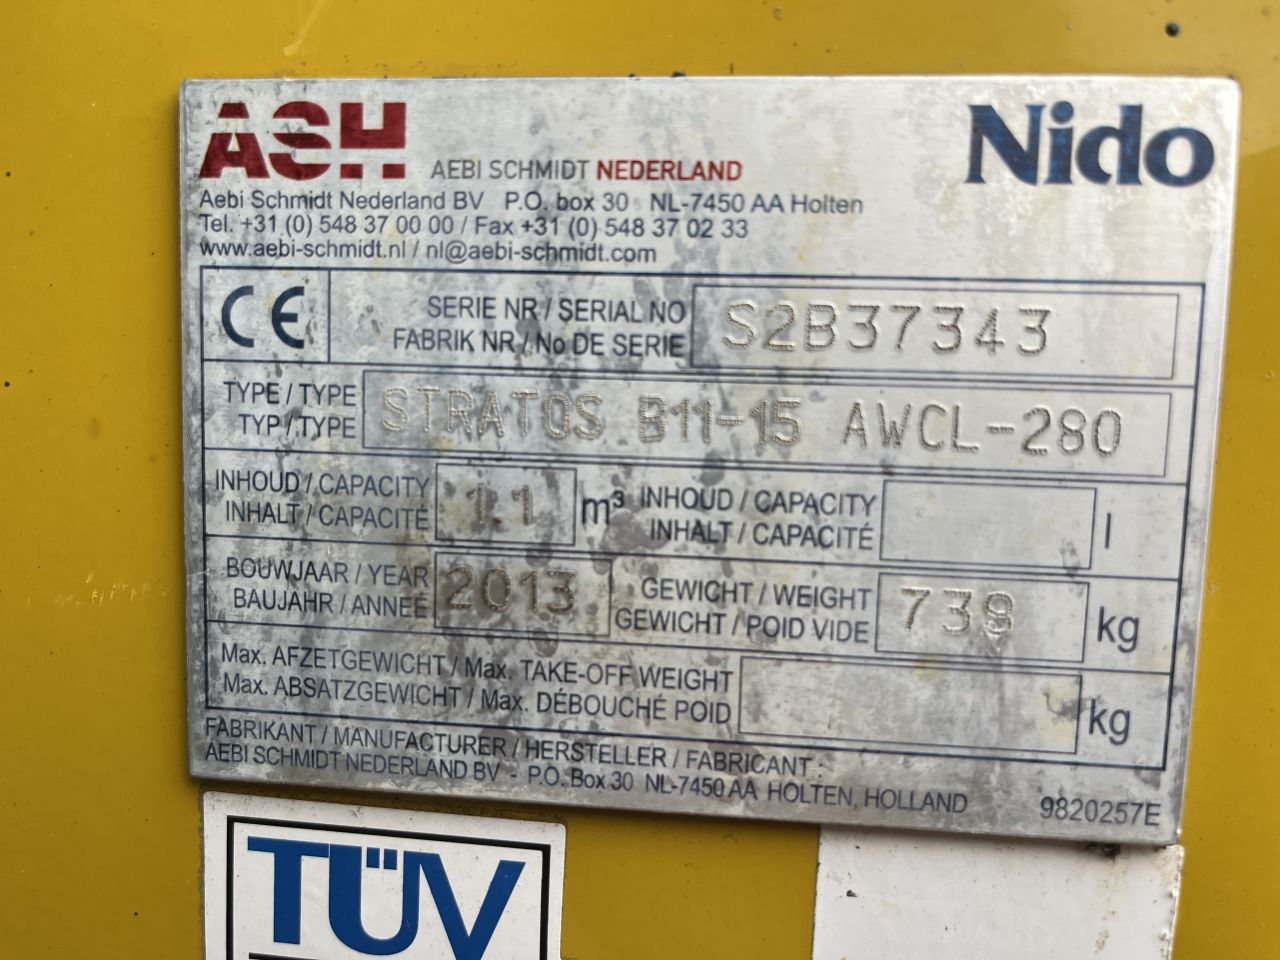 ASH AEBI SCHMIDT NEDERLAND
Nido
Aebi Schmidt Nederland BV P.O. box 30 NL-7450 AA Holten
Tel. +31 (0) 548 37 00 00 / Fax +31 (0) 548 37 02 33
www.aebi-schmidt.nl / nl@aebi-schmidt.com
CE
SERIE NR / SERIAL NO
FABRIK NR / No DE SERIE
S2B37343
TYPE / TYPE
TYP / TYPE
STRATOS B11-15 AWCL-280
INHOUD / CAPACITY
INHALT / CAPACITÉ
1.1 m³
INHOUD / CAPACITY
INHALT / CAPACITÉ
l
BOUWJAAR / YEAR
BAUJAHR / ANNEÉ
2013
GEWICHT / WEIGHT
GEWICHT / POID VIDE
738 kg
Max. AFZETGEWICHT / Max. TAKE-OFF WEIGHT
Max. ABSATZGEWICHT / Max. DÉBOUCHÉ POID
kg
FABRIKANT / MANUFACTURER / HERSTELLER / FABRICANT :
AEBI SCHMIDT NEDERLAND BV - P.O. Box 30 NL-7450 AA HOLTEN, HOLLAND
9820257E
TÜV